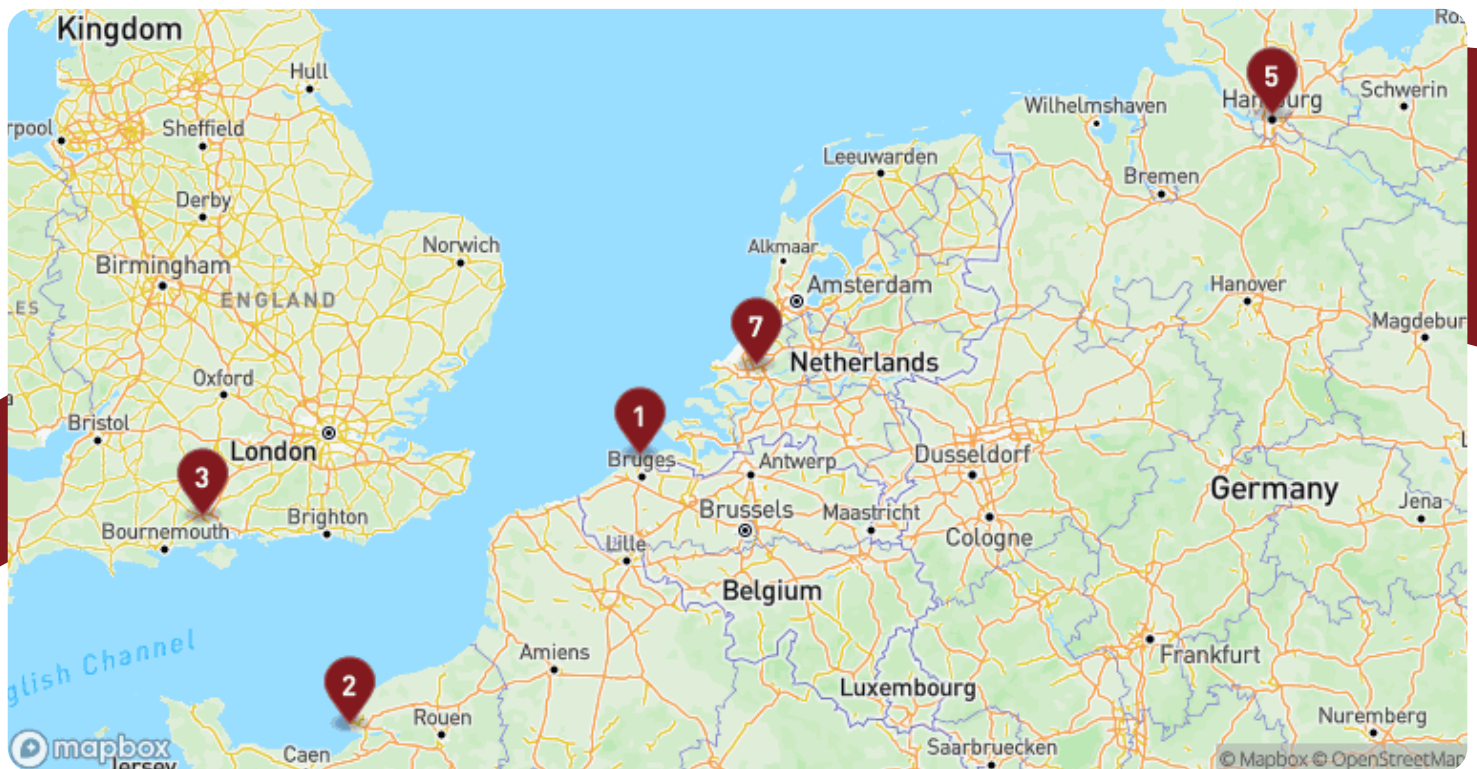 Kingdom
Ros
Hull
5
Hamburg
Schwerin
Wilhelmshaven
rpool
Sheffield
Leeuwarden
Bremen
Derby
Norwich
Alkmaar
Birmingham
ENGLAND
Amsterdam
Hanover
LES
7
Magdebur
Netherlands
Oxford
1
Bristol
London
Bruges
Antwerp
Dusseldorf
3
Germany
Jena
Bournemouth
Brighton
Brussels
Maastricht
Cologne
Lille
Belgium
glish Channel
Amiens
Frankfurt
2
Luxembourg
Rouen
Nuremberg
mapbox
Caen
Saarbruecken
Jersey
© Mapbox © OpenStreetMap